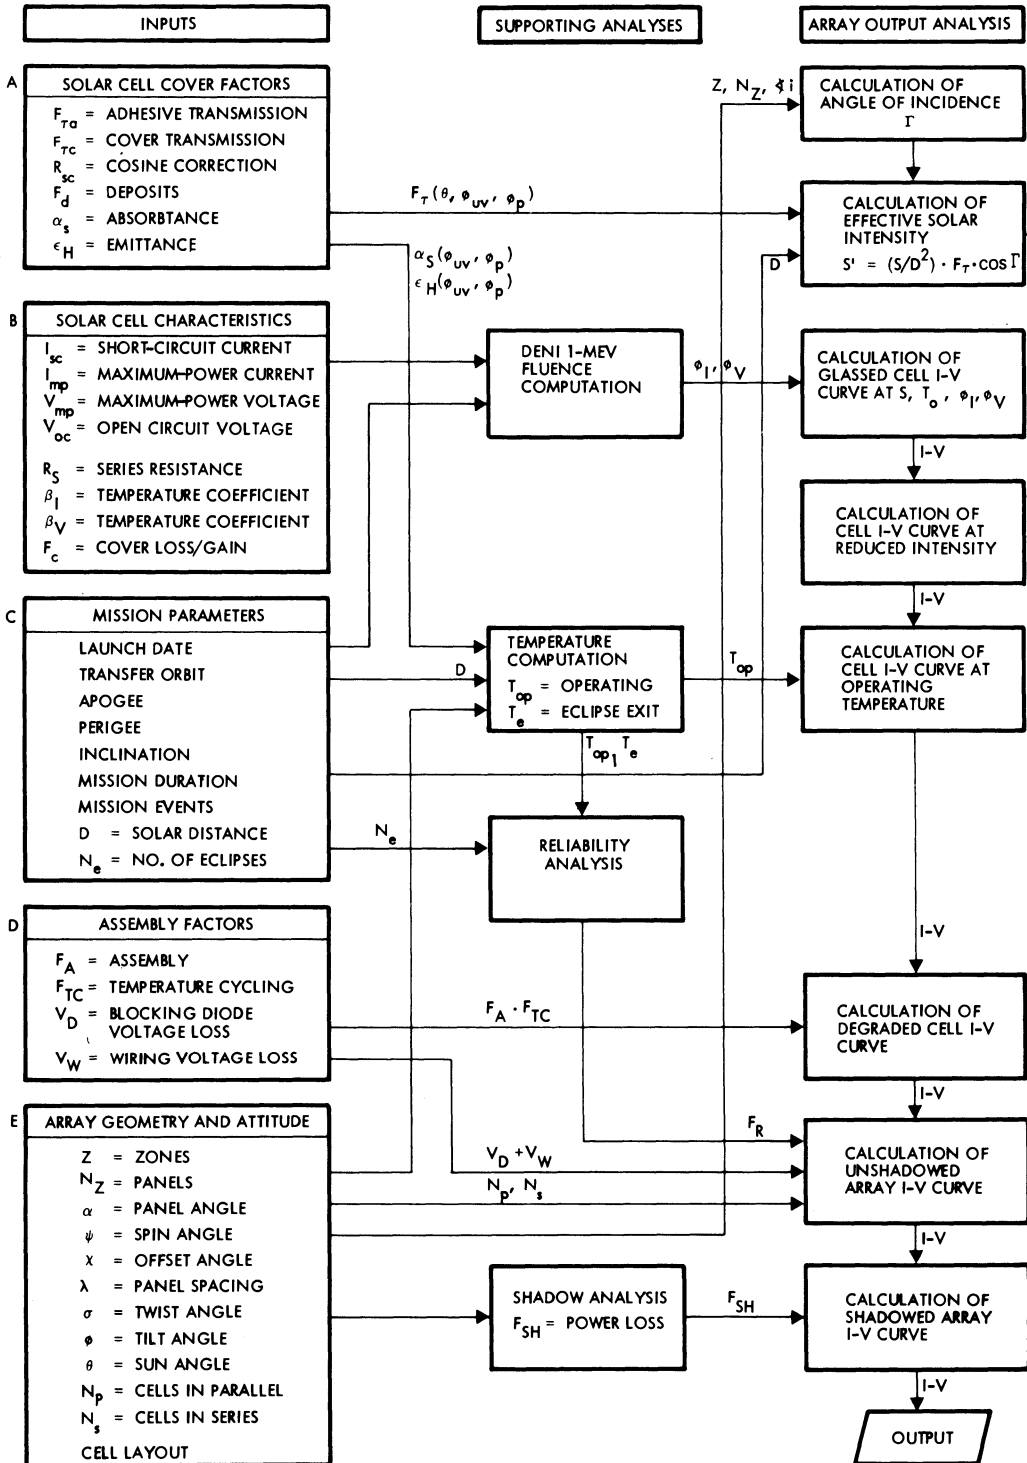 INPUTS
SUPPORTING ANALYSES
ARRAY OUTPUT ANALYSIS
A
SOLAR CELL COVER FACTORS
F_τa = ADHESIVE TRANSMISSION
F_τc = COVER TRANSMISSION
R_sc = COSINE CORRECTION
F_d = DEPOSITS
α_s = ABSORBTANCE
ε_H = EMITTANCE
B
SOLAR CELL CHARACTERISTICS
I_sc = SHORT-CIRCUIT CURRENT
I_mp = MAXIMUM-POWER CURRENT
V_mp = MAXIMUM-POWER VOLTAGE
V_oc = OPEN CIRCUIT VOLTAGE
R_S = SERIES RESISTANCE
β_I = TEMPERATURE COEFFICIENT
β_V = TEMPERATURE COEFFICIENT
F_c = COVER LOSS/GAIN
C
MISSION PARAMETERS
LAUNCH DATE
TRANSFER ORBIT
APOGEE
PERIGEE
INCLINATION
MISSION DURATION
MISSION EVENTS
D = SOLAR DISTANCE
N_e = NO. OF ECLIPSES
D
ASSEMBLY FACTORS
F_A = ASSEMBLY
F_TC = TEMPERATURE CYCLING
V_D = BLOCKING DIODE
VOLTAGE LOSS
V_W = WIRING VOLTAGE LOSS
E
ARRAY GEOMETRY AND ATTITUDE
Z = ZONES
N_Z = PANELS
α = PANEL ANGLE
ψ = SPIN ANGLE
χ = OFFSET ANGLE
λ = PANEL SPACING
σ = TWIST ANGLE
φ = TILT ANGLE
θ = SUN ANGLE
N_p = CELLS IN PARALLEL
N_s = CELLS IN SERIES
CELL LAYOUT
F_τ(θ, φ_uv, φ_p)
α_S(φ_uv, φ_p)
ε_H(φ_uv, φ_p)
DENI 1-MEV
FLUENCE
COMPUTATION
φ_I, φ_V
D
TEMPERATURE
COMPUTATION
T_op = OPERATING
T_e = ECLIPSE EXIT
T_op
T_op, T_e
N_e
RELIABILITY
ANALYSIS
F_A · F_TC
F_R
V_D + V_W
N_p, N_s
SHADOW ANALYSIS
F_SH = POWER LOSS
F_SH
Z, N_Z, ∢ i
CALCULATION OF
ANGLE OF INCIDENCE
Γ
D
CALCULATION OF
EFFECTIVE SOLAR
INTENSITY
S' = (S/D²) · F_τ · cos Γ
CALCULATION OF
GLASSED CELL I-V
CURVE AT S, T_o, φ_I, φ_V
I-V
CALCULATION OF
CELL I-V CURVE AT
REDUCED INTENSITY
I-V
CALCULATION OF
CELL I-V CURVE AT
OPERATING
TEMPERATURE
I-V
CALCULATION OF
DEGRADED CELL I-V
CURVE
I-V
CALCULATION OF
UNSHADOWED
ARRAY I-V CURVE
I-V
CALCULATION OF
SHADOWED ARRAY
I-V CURVE
I-V
OUTPUT